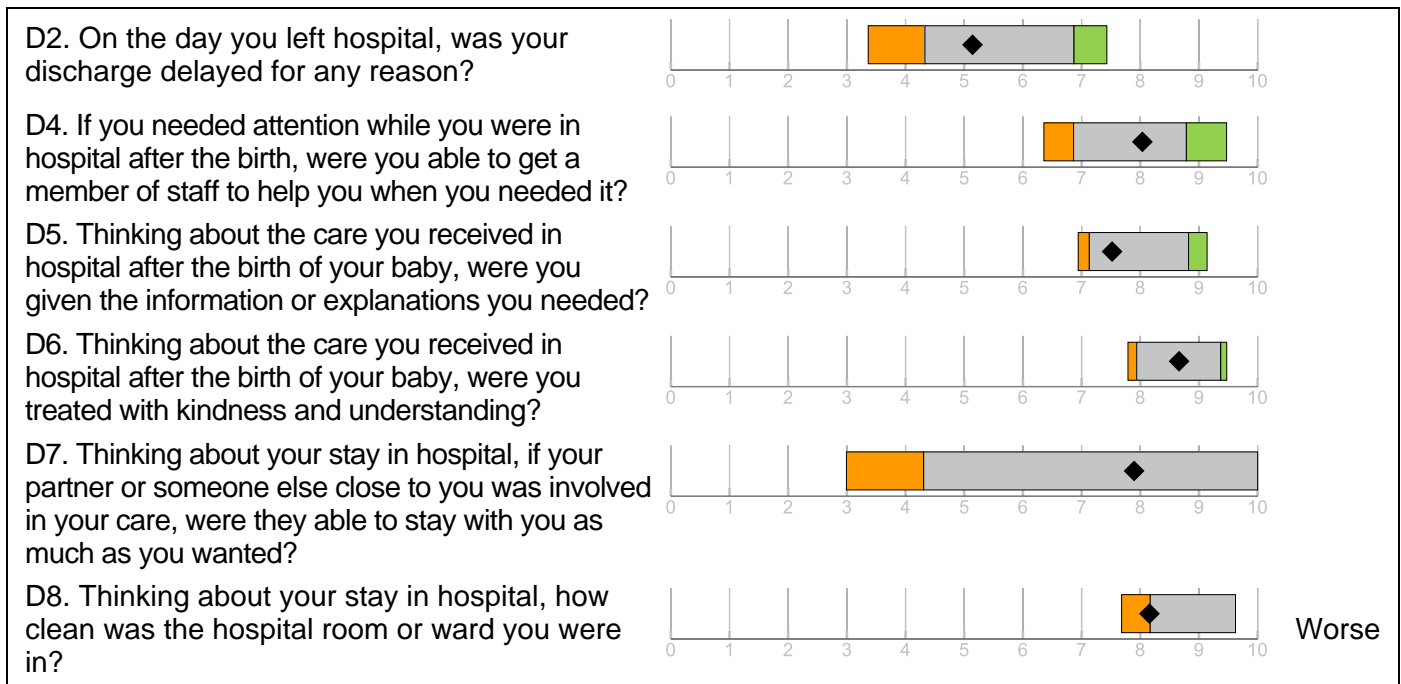 D2. On the day you left hospital, was your
discharge delayed for any reason?
0 1 2 3 4 5 6 7 8 9 10
D4. If you needed attention while you were in
hospital after the birth, were you able to get a
member of staff to help you when you needed it?
0 1 2 3 4 5 6 7 8 9 10
D5. Thinking about the care you received in
hospital after the birth of your baby, were you
given the information or explanations you needed?
0 1 2 3 4 5 6 7 8 9 10
D6. Thinking about the care you received in
hospital after the birth of your baby, were you
treated with kindness and understanding?
0 1 2 3 4 5 6 7 8 9 10
D7. Thinking about your stay in hospital, if your
partner or someone else close to you was involved
in your care, were they able to stay with you as
much as you wanted?
0 1 2 3 4 5 6 7 8 9 10
D8. Thinking about your stay in hospital, how
clean was the hospital room or ward you were
in?
0 1 2 3 4 5 6 7 8 9 10
Worse